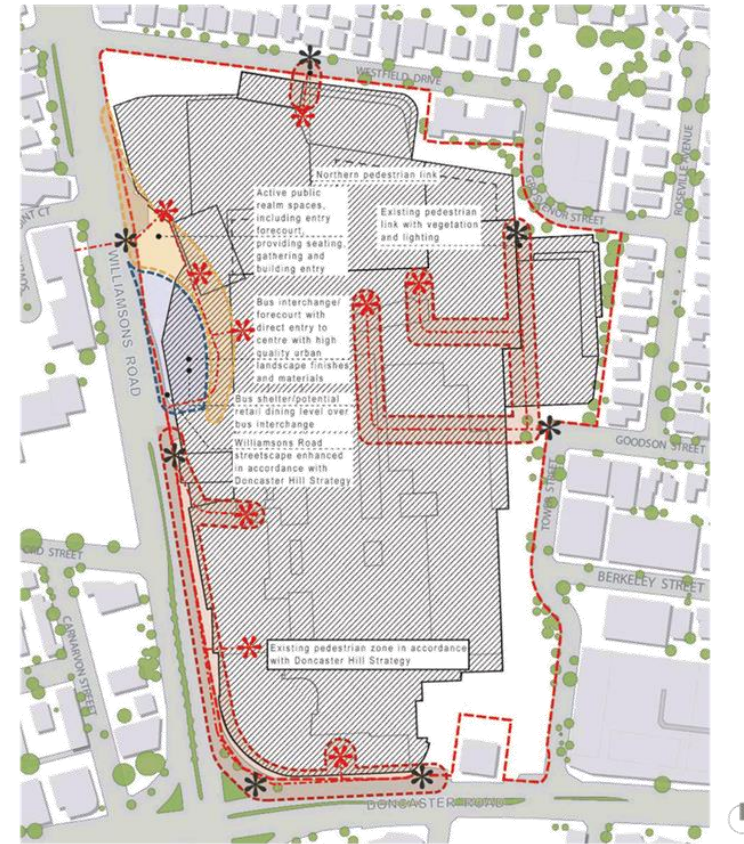 WESTFIELD DRIVE
Northern pedestrian link
Active public
realm spaces,
including entry
forecourt,
providing seating,
gathering and
building entry
Existing pedestrian
link with vegetation
and lighting
GROSVENOR STREET
ROSEVILLE AVENUE
WILLIAMSONS ROAD
Bus interchange/
forecourt with
direct entry to
centre with high
quality urban
landscape finishes
and materials
Bus shelter/potential
retail dining level over
bus interchange
Williamsons Road
streetscape enhanced
in accordance with
Doncaster Hill Strategy
GOODSON STREET
TOWER STREET
BERKELEY STREET
STREET
CARNARVON STREET
Existing pedestrian zone in accordance
with Doncaster Hill Strategy
DONCASTER ROAD